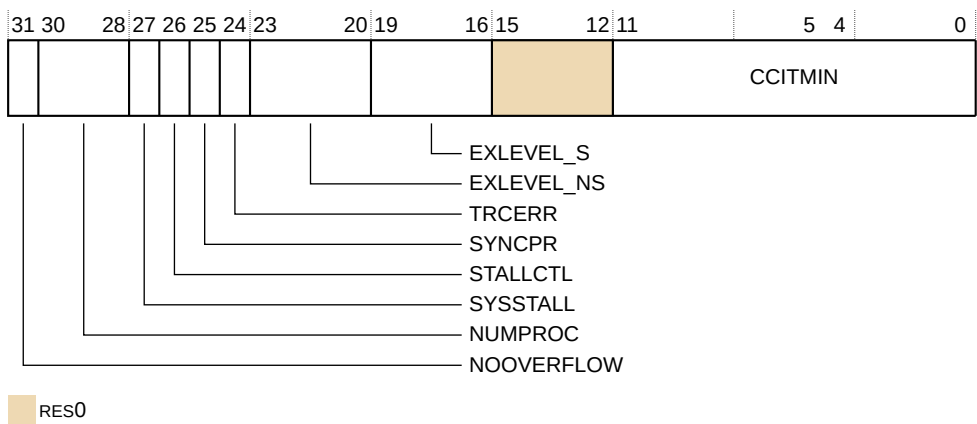 31 30 28 27 26 25 24 23 20 19 16 15 12 11 5 4 0
CCITMIN
EXLEVEL_S
EXLEVEL_NS
TRCERR
SYNCPR
STALLCTL
SYSSTALL
NUMPROC
NOOVERFLOW
RES0